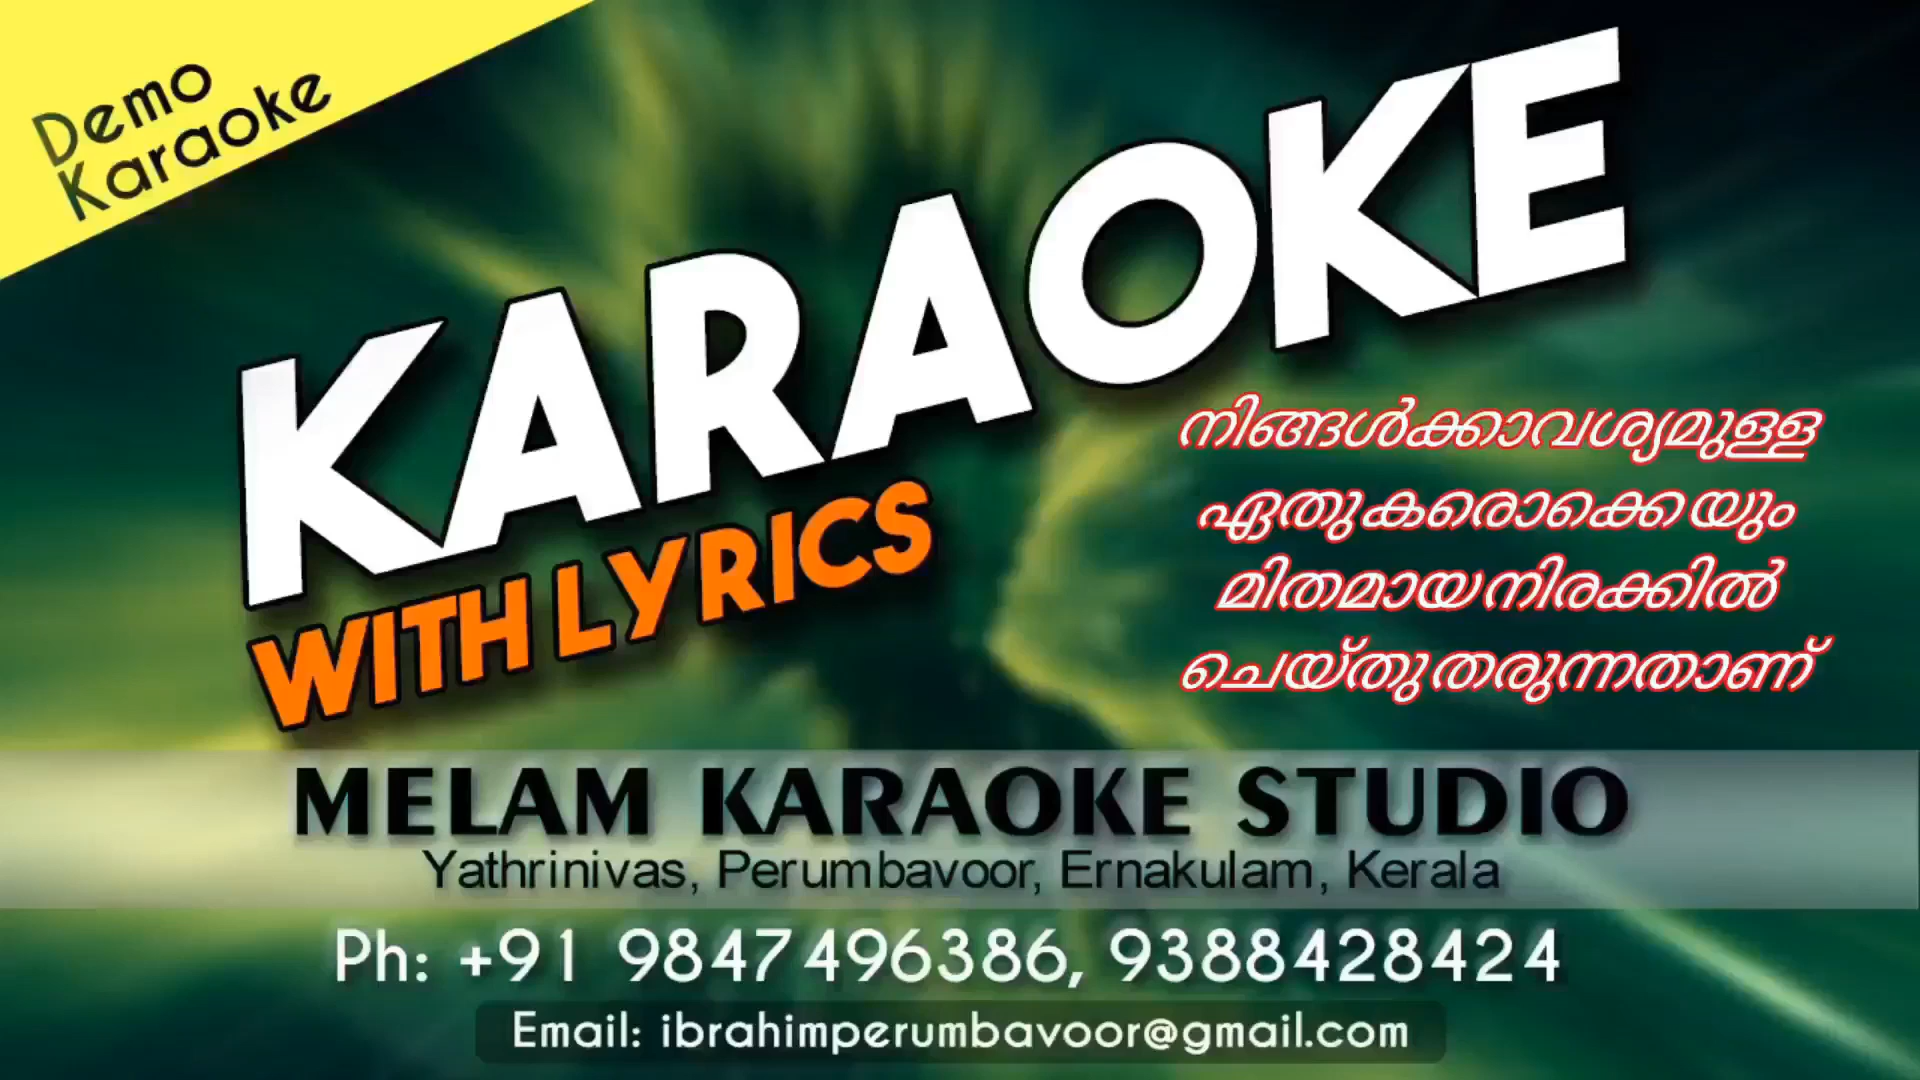 Demo
Karaoke
KARAOKE
WITH LYRICS
നിങ്ങൾക്കാവശ്യമുള്ള
ഏതു കരൊക്കെയും
മിതമായ നിരക്കിൽ
ചെയ്തു തരുന്നതാണ്
MELAM KARAOKE STUDIO
Yathrinivas, Perumbavoor, Ernakulam, Kerala
Ph: +91 9847496386, 9388428424
Email: ibrahimperumbavoor@gmail.com